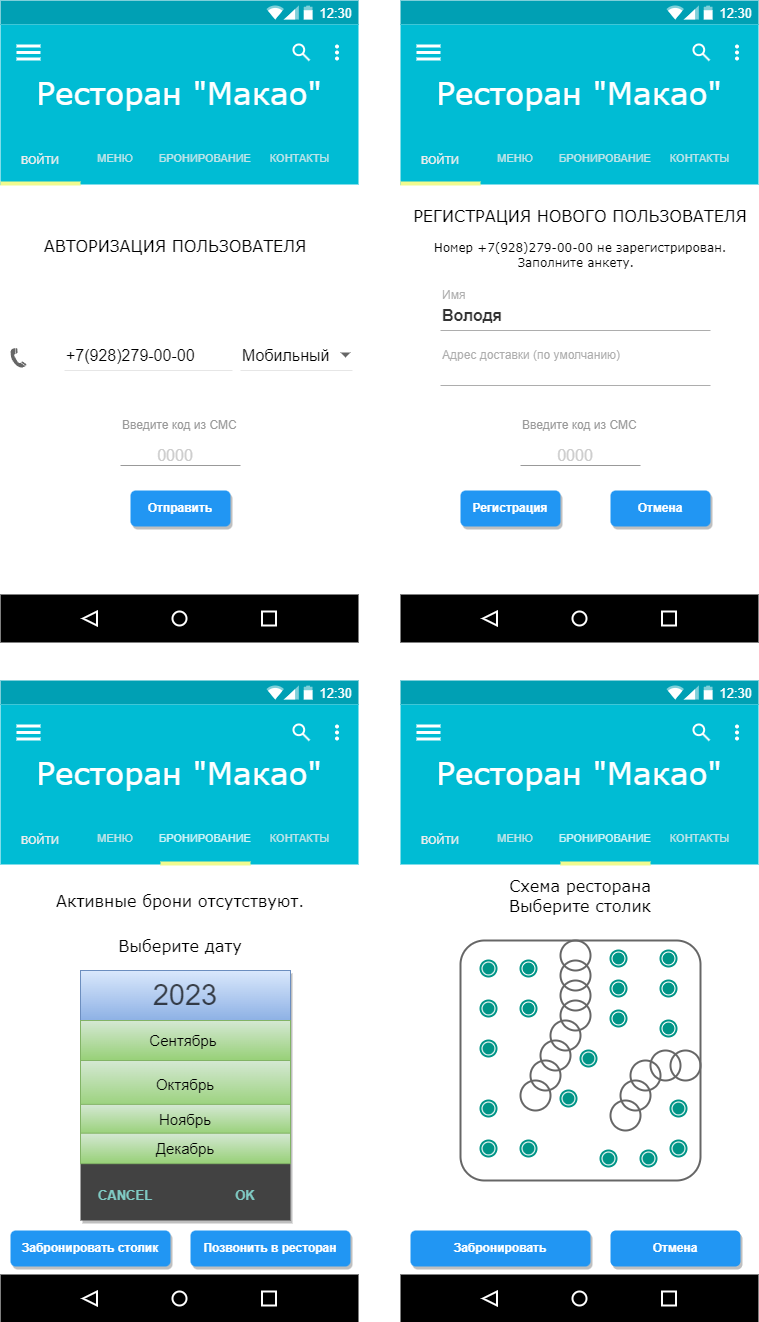 12:30
Ресторан "Макао"
ВОЙТИ МЕНЮ БРОНИРОВАНИЕ КОНТАКТЫ
АВТОРИЗАЦИЯ ПОЛЬЗОВАТЕЛЯ
+7(928)279-00-00 Мобильный
Введите код из СМС
0000
Отправить
12:30
Ресторан "Макао"
ВОЙТИ МЕНЮ БРОНИРОВАНИЕ КОНТАКТЫ
РЕГИСТРАЦИЯ НОВОГО ПОЛЬЗОВАТЕЛЯ
Номер +7(928)279-00-00 не зарегистрирован.
Заполните анкету.
Имя
Володя
Адрес доставки (по умолчанию)
Введите код из СМС
0000
Регистрация Отмена
12:30
Ресторан "Макао"
ВОЙТИ МЕНЮ БРОНИРОВАНИЕ КОНТАКТЫ
Активные брони отсутствуют.
Выберите дату
2023
Сентябрь
Октябрь
Ноябрь
Декабрь
CANCEL OK
Забронировать столик Позвонить в ресторан
12:30
Ресторан "Макао"
ВОЙТИ МЕНЮ БРОНИРОВАНИЕ КОНТАКТЫ
Схема ресторана
Выберите столик
Забронировать Отмена